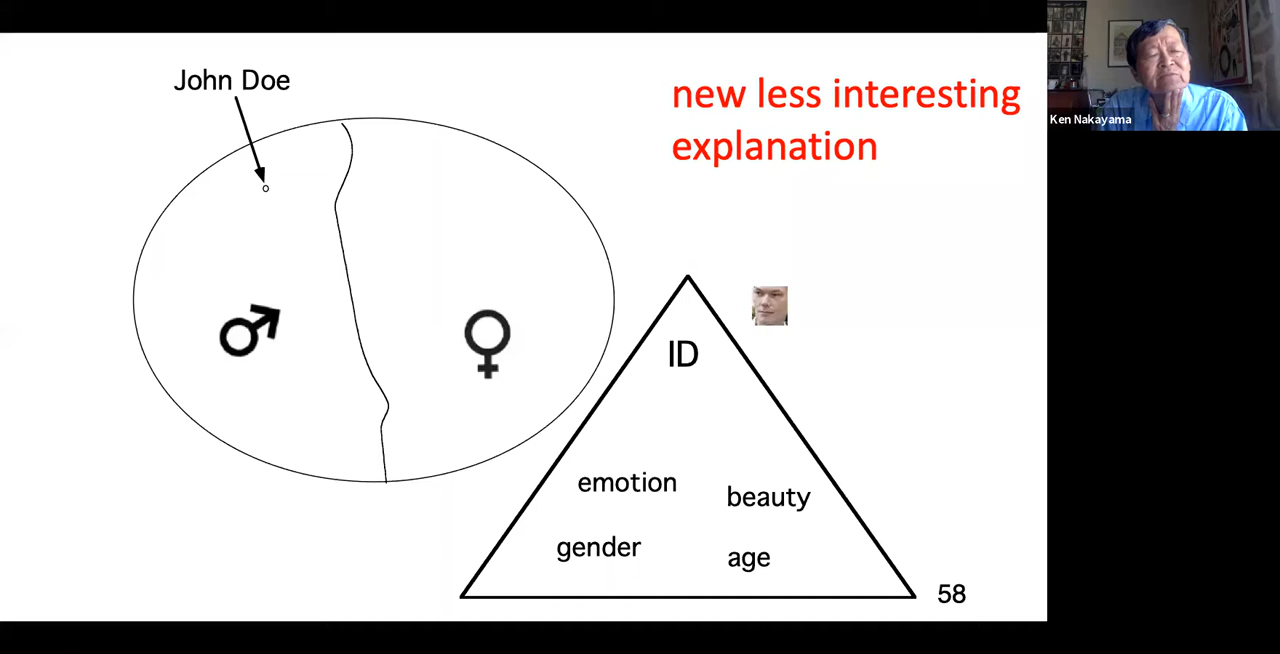 John Doe
new less interesting
explanation
Ken Nakayama
ID
emotion
beauty
gender
age
58